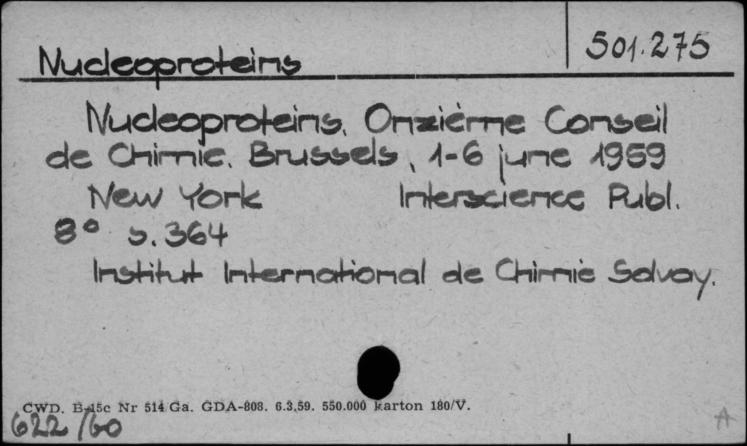 Nucleoproteins
501.275
Nucleoproteins. Onzième Conseil
de Chimie. Brussels, 1-6 june 1959
New York Interscience Publ.
8° s. 364
Institut International de Chimie Solvay.
CWD. B-15c Nr 514 Ga. GDA-808. 6.3.59. 550.000 karton 180/V.
622/60
A